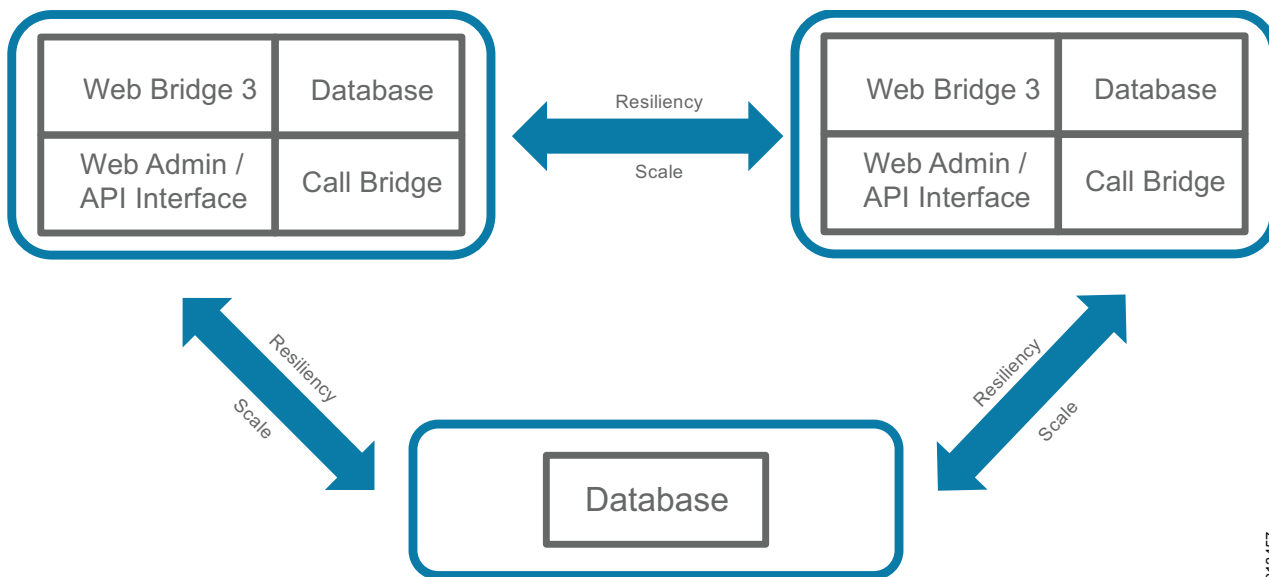 Web Bridge 3
Database
Web Admin /
API Interface
Call Bridge
Resiliency
Scale
Web Bridge 3
Database
Web Admin /
API Interface
Call Bridge
Resiliency
Scale
Resiliency
Scale
Database